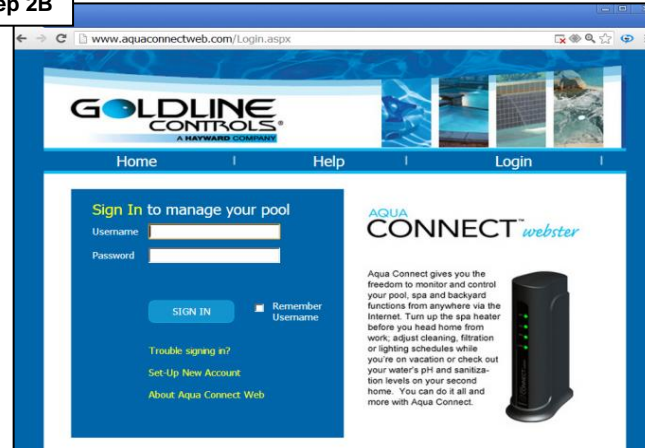 ep 2B
www.aquaconnectweb.com/Login.aspx
GOLDLINE
CONTROLS®
A HAYWARD COMPANY
Home | Help | Login |
Sign In to manage your pool
Username
Password
SIGN IN
Remember
Username
Trouble signing in?
Set-Up New Account
About Aqua Connect Web
AQUA
CONNECT™ webster
Aqua Connect gives you the
freedom to monitor and control
your pool, spa and backyard
functions from anywhere via the
Internet. Turn up the spa heater
before you head home from
work; adjust cleaning, filtration
or lighting schedules while
you're on vacation or check out
your water's pH and sanitiza-
tion levels on your second
home. You can do it all and
more with Aqua Connect.